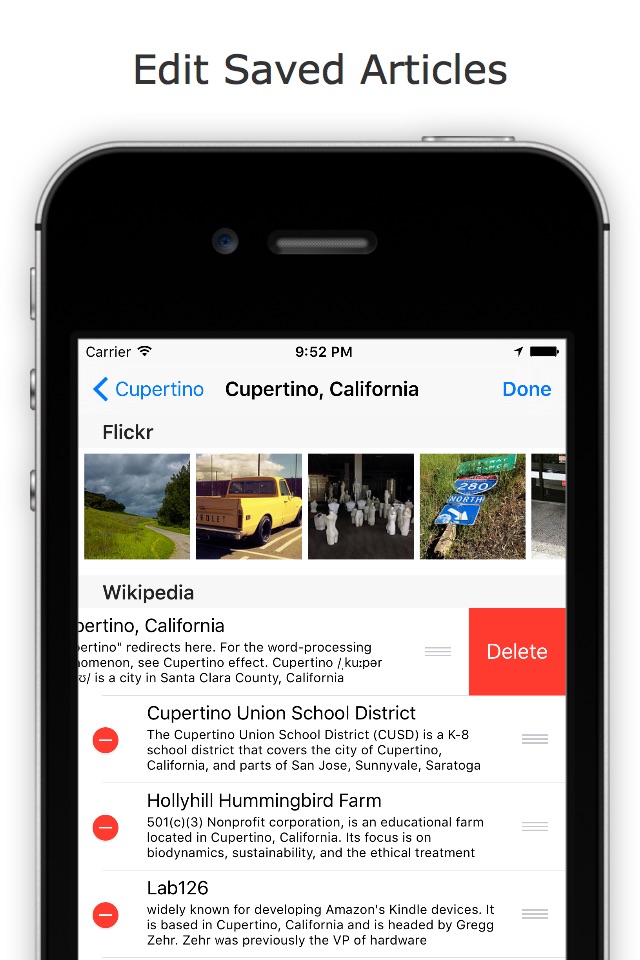 Edit Saved Articles
Carrier
9:52 PM
Cupertino
Cupertino, California
Done
Flickr
280
NORTH
Wikipedia
pertino, California
pertino" redirects here. For the word-processing
nomenon, see Cupertino effect. Cupertino /ˌkuːpər
oʊ/ is a city in Santa Clara County, California
Delete
Cupertino Union School District
The Cupertino Union School District (CUSD) is a K-8
school district that covers the city of Cupertino,
California, and parts of San Jose, Sunnyvale, Saratoga
Hollyhill Hummingbird Farm
501(c)(3) Nonprofit corporation, is an educational farm
located in Cupertino, California. Its focus is on
biodynamics, sustainability, and the ethical treatment
Lab126
widely known for developing Amazon's Kindle devices. It
is based in Cupertino, California and is headed by Gregg
Zehr. Zehr was previously the VP of hardware